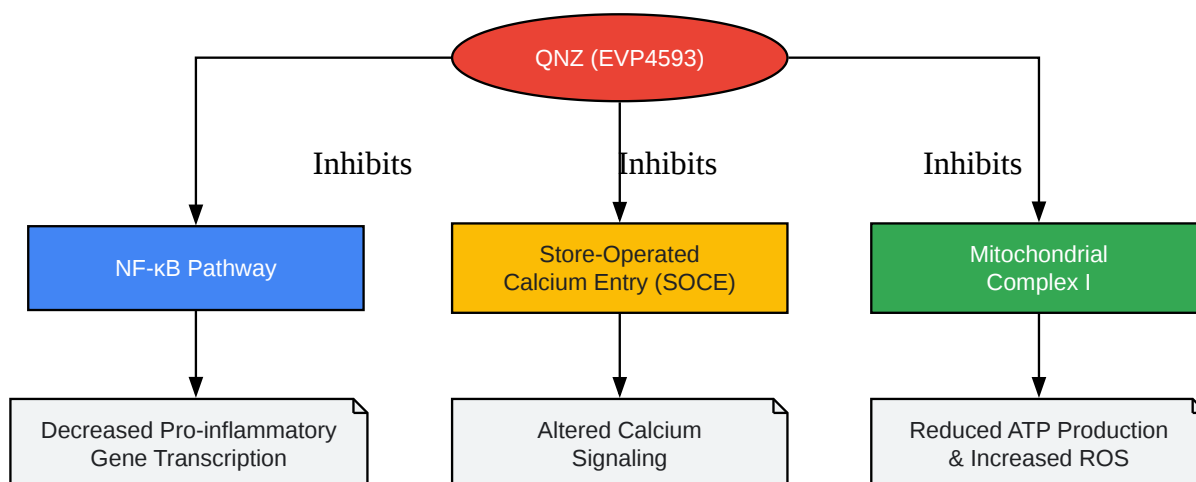 QNZ (EVP4593)
Inhibits
Inhibits
Inhibits
NF-κB Pathway
Store-Operated
Calcium Entry (SOCE)
Mitochondrial
Complex I
Decreased Pro-inflammatory
Gene Transcription
Altered Calcium
Signaling
Reduced ATP Production
& Increased ROS